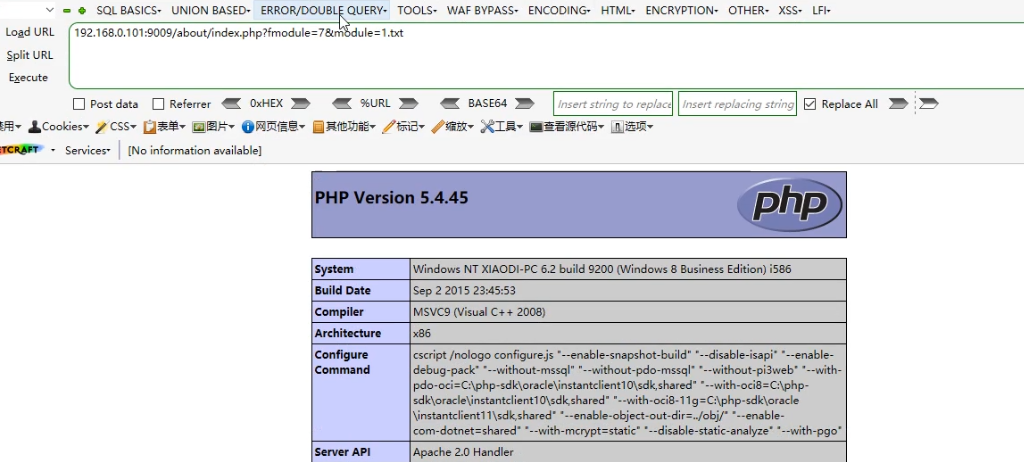 SQL BASICS▾ UNION BASED▾ ERROR/DOUBLE QUERY▾ TOOLS▾ WAF BYPASS▾ ENCODING▾ HTML▾ ENCRYPTION▾ OTHER▾ XSS▾ LFI▾
Load URL 192.168.0.101:9009/about/index.php?fmodule=7&module=1.txt
Split URL
Execute
Post data Referrer 0xHEX %URL BASE64 Insert string to replace Insert replacing string Replace All
用▾ Cookies▾ CSS▾ 表单▾ 图片▾ 网页信息▾ 其他功能▾ 标记▾ 缩放▾ 工具▾ 查看源代码▾ 选项▾
TCRAFT Services▾ [No information available]
PHP Version 5.4.45
php
System Windows NT XIAODI-PC 6.2 build 9200 (Windows 8 Business Edition) i586
Build Date Sep 2 2015 23:45:53
Compiler MSVC9 (Visual C++ 2008)
Architecture x86
Configure Command cscript /nologo configure.js "--enable-snapshot-build" "--disable-isapi" "--enable-
debug-pack" "--without-mssql" "--without-pdo-mssql" "--without-pi3web" "--with-
pdo-oci=C:\php-sdk\oracle\instantclient10\sdk,shared" "--with-oci8=C:\php-
sdk\oracle\instantclient10\sdk,shared" "--with-oci8-11g=C:\php-sdk\oracle
\instantclient11\sdk,shared" "--enable-object-out-dir=../obj/" "--enable-
com-dotnet=shared" "--with-mcrypt=static" "--disable-static-analyze" "--with-pgo"
Server API Apache 2.0 Handler